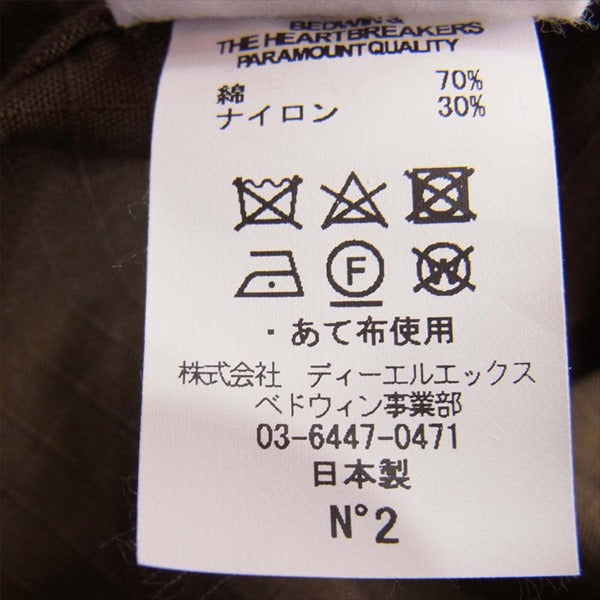 BEDWIN &
THE HEARTBREAKERS
PARAMOUNT QUALITY
綿 70%
ナイロン 30%
F W
・あて布使用
株式会社 ディーエルエックス
ベドウィン事業部
03-6447-0471
日本製
N°2